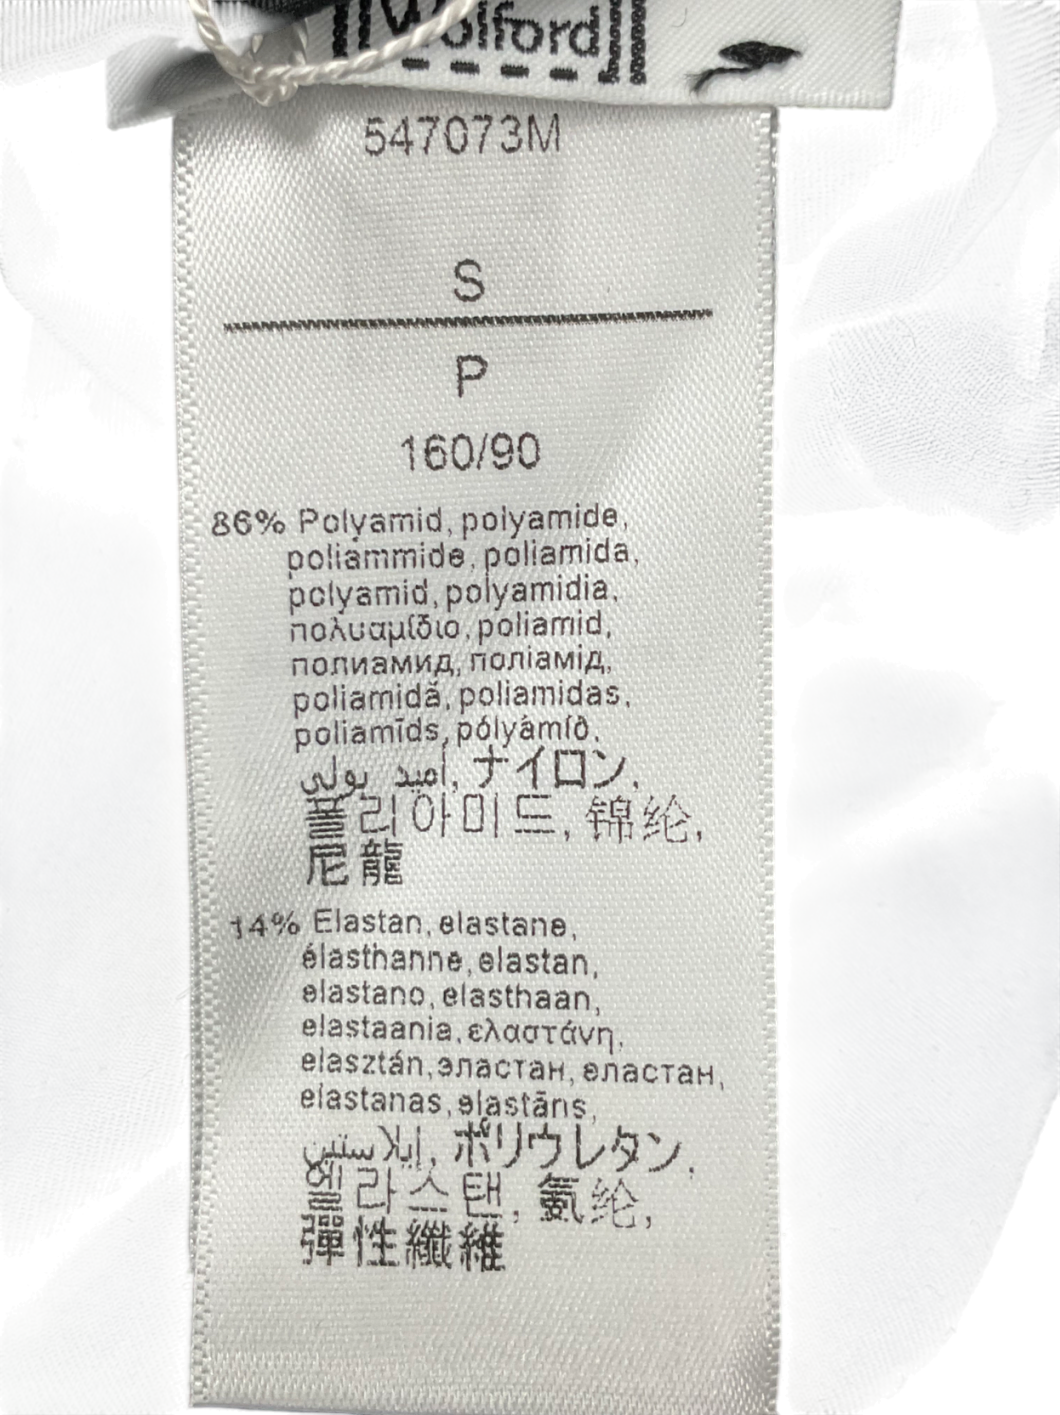 Wolford
547073M
S
P
160/90
86% Polyamid, polyamide,
poliammide, poliamida,
polyamid, polyamidia,
πολυαμίδιο, poliamid,
полиамид, поліамід,
poliamidă, poliamidas,
poliamīds, pólýamíð,
بولي أميد, ナイロン,
폴리아미드, 锦纶,
尼龍
14% Elastan, elastane,
élasthanne, elastan,
elastano, elasthaan,
elastaania, ελαστάνη,
elasztán, эластан, еластан,
elastanas, elastāns,
إيلاستين, ポリウレタン,
엘라스탄, 氨纶,
彈性纖維